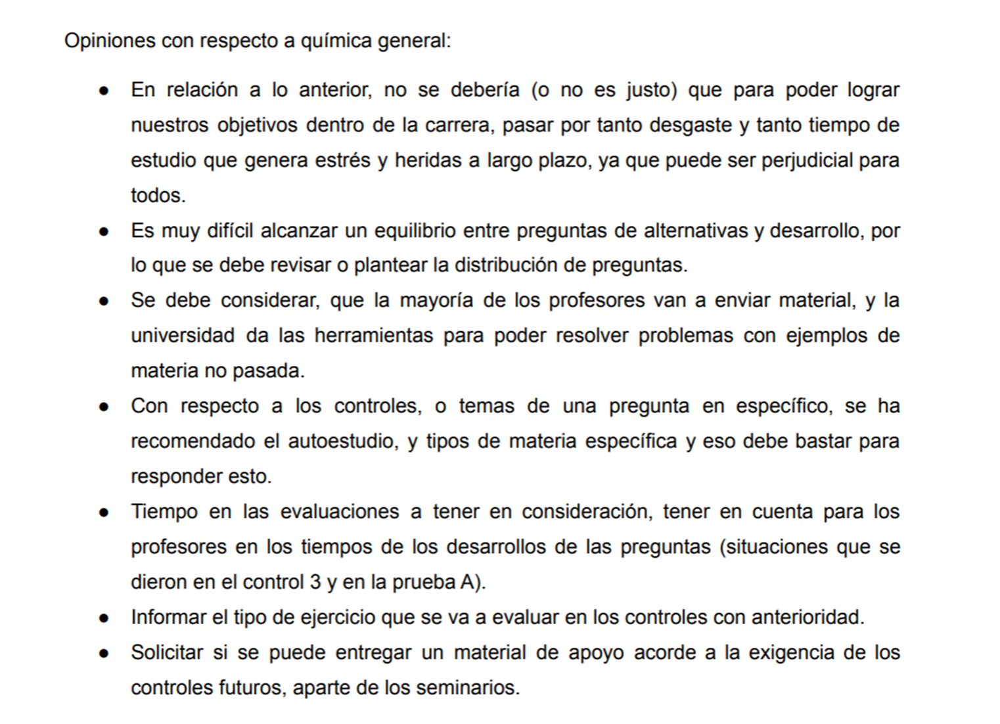 Opiniones con respecto a química general:
● En relación a lo anterior, no se debería (o no es justo) que para poder lograr
nuestros objetivos dentro de la carrera, pasar por tanto desgaste y tanto tiempo de
estudio que genera estrés y heridas a largo plazo, ya que puede ser perjudicial para
todos.
● Es muy difícil alcanzar un equilibrio entre preguntas de alternativas y desarrollo, por
lo que se debe revisar o plantear la distribución de preguntas.
● Se debe considerar, que la mayoría de los profesores van a enviar material, y la
universidad da las herramientas para poder resolver problemas con ejemplos de
materia no pasada.
● Con respecto a los controles, o temas de una pregunta en específico, se ha
recomendado el autoestudio, y tipos de materia específica y eso debe bastar para
responder esto.
● Tiempo en las evaluaciones a tener en consideración, tener en cuenta para los
profesores en los tiempos de los desarrollos de las preguntas (situaciones que se
dieron en el control 3 y en la prueba A).
● Informar el tipo de ejercicio que se va a evaluar en los controles con anterioridad.
● Solicitar si se puede entregar un material de apoyo acorde a la exigencia de los
controles futuros, aparte de los seminarios.